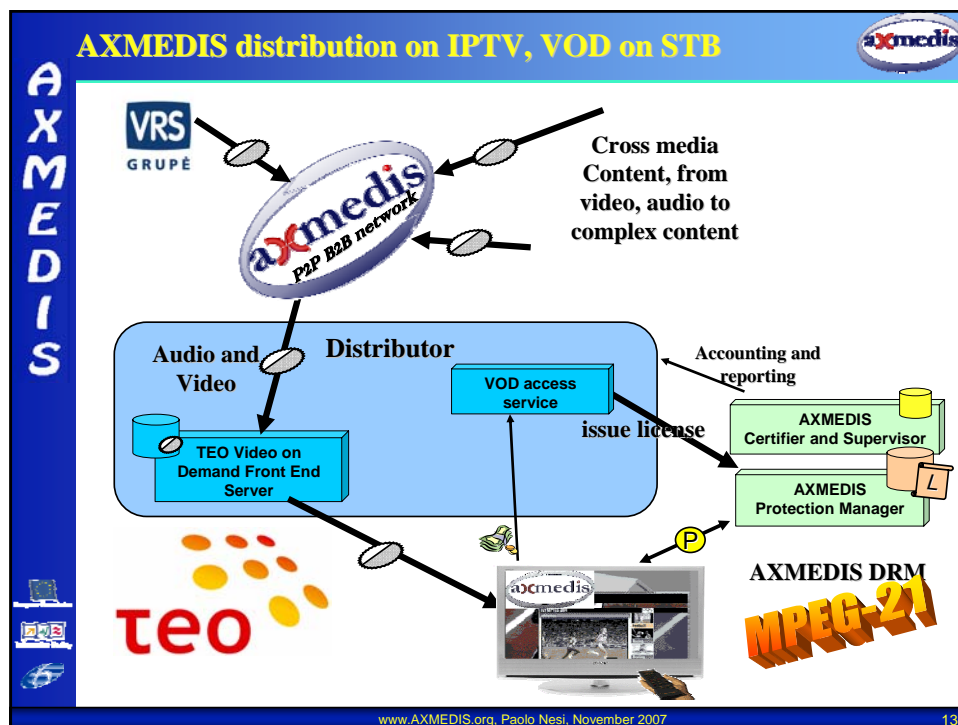 AXMEDIS distribution on IPTV, VOD on STB
axmedis
AXMEDIS
VRS
GRUPĖ
axmedis
P2P B2B network
Cross media
Content, from
video, audio to
complex content
Audio and
Video
Distributor
VOD access
service
Accounting and
reporting
issue license
AXMEDIS
Certifier and Supervisor
TEO Video on
Demand Front End
Server
L
AXMEDIS
Protection Manager
P
teo
axmedis
AXMEDIS DRM
MPEG-21
www.AXMEDIS.org, Paolo Nesi, November 2007
13